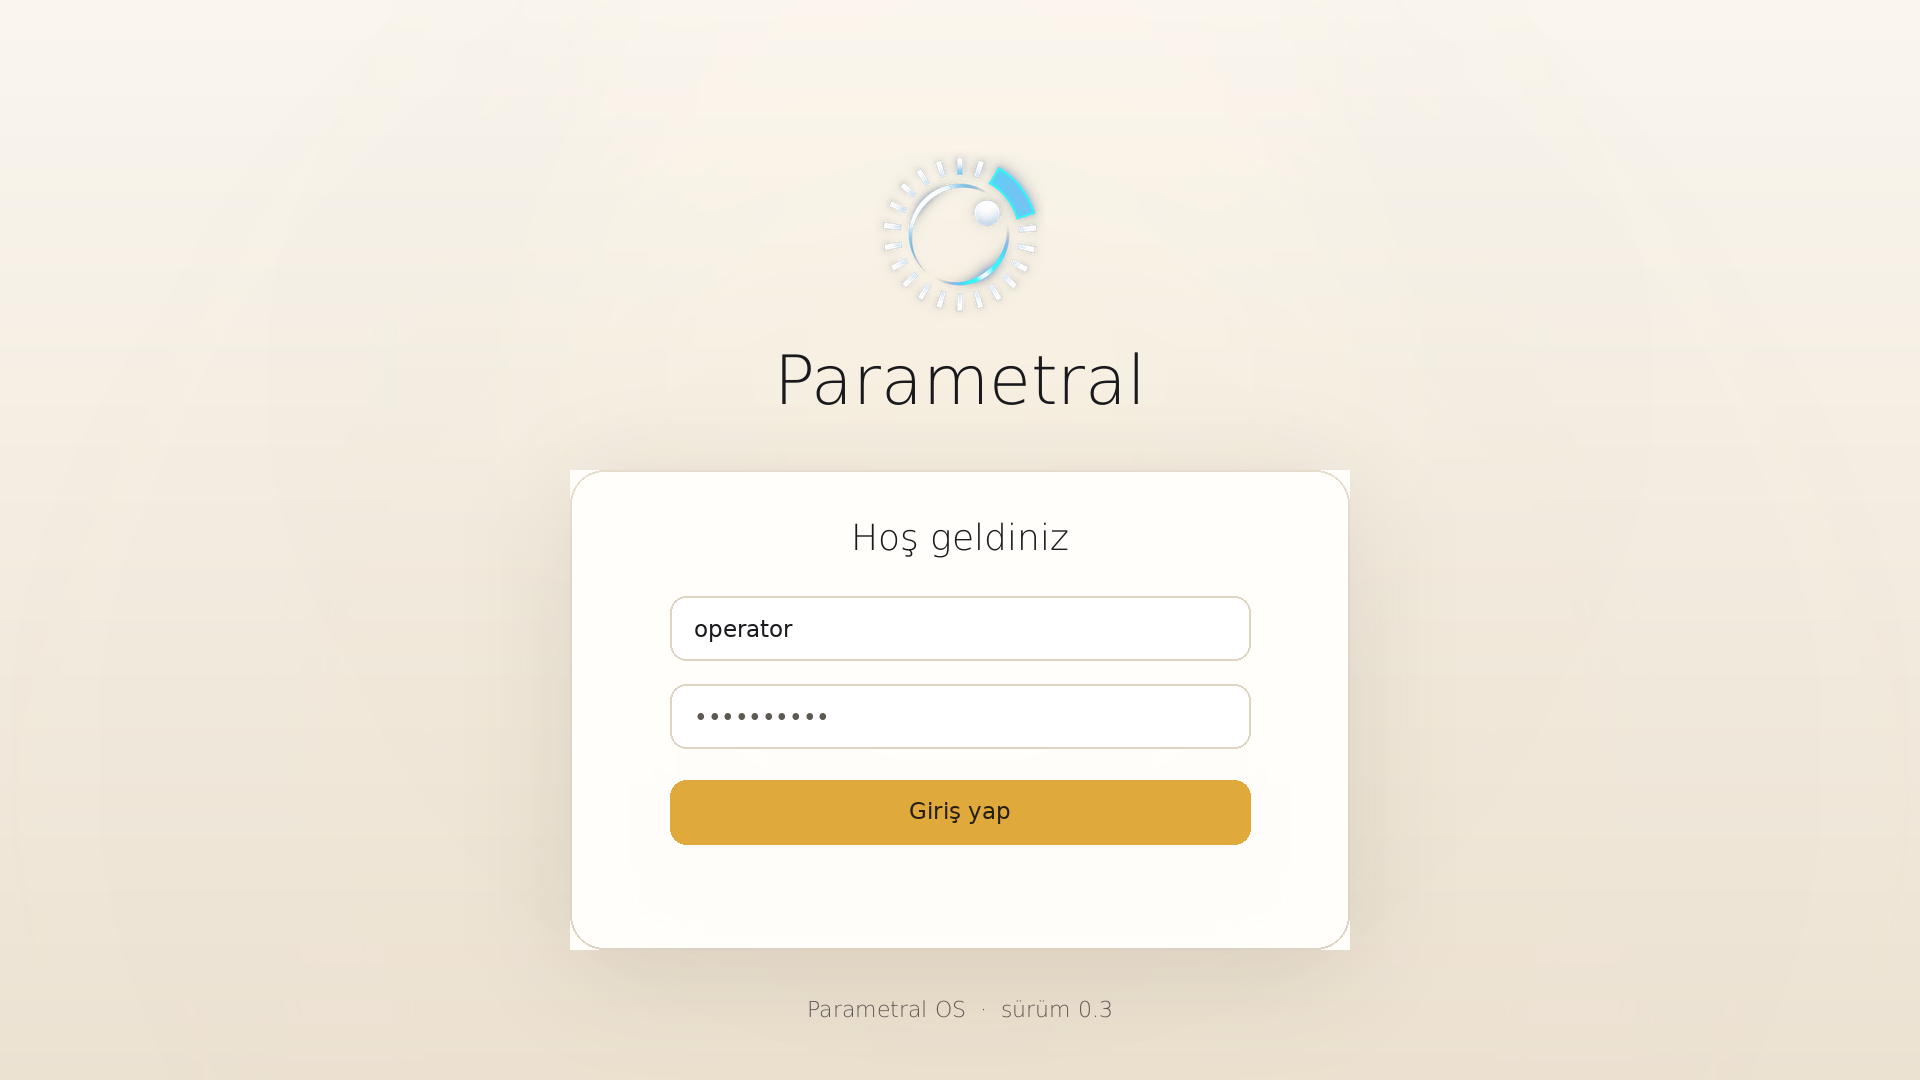 Parametral
Hoş geldiniz
operator
••••••••••
Giriş yap
Parametral OS · sürüm 0.3